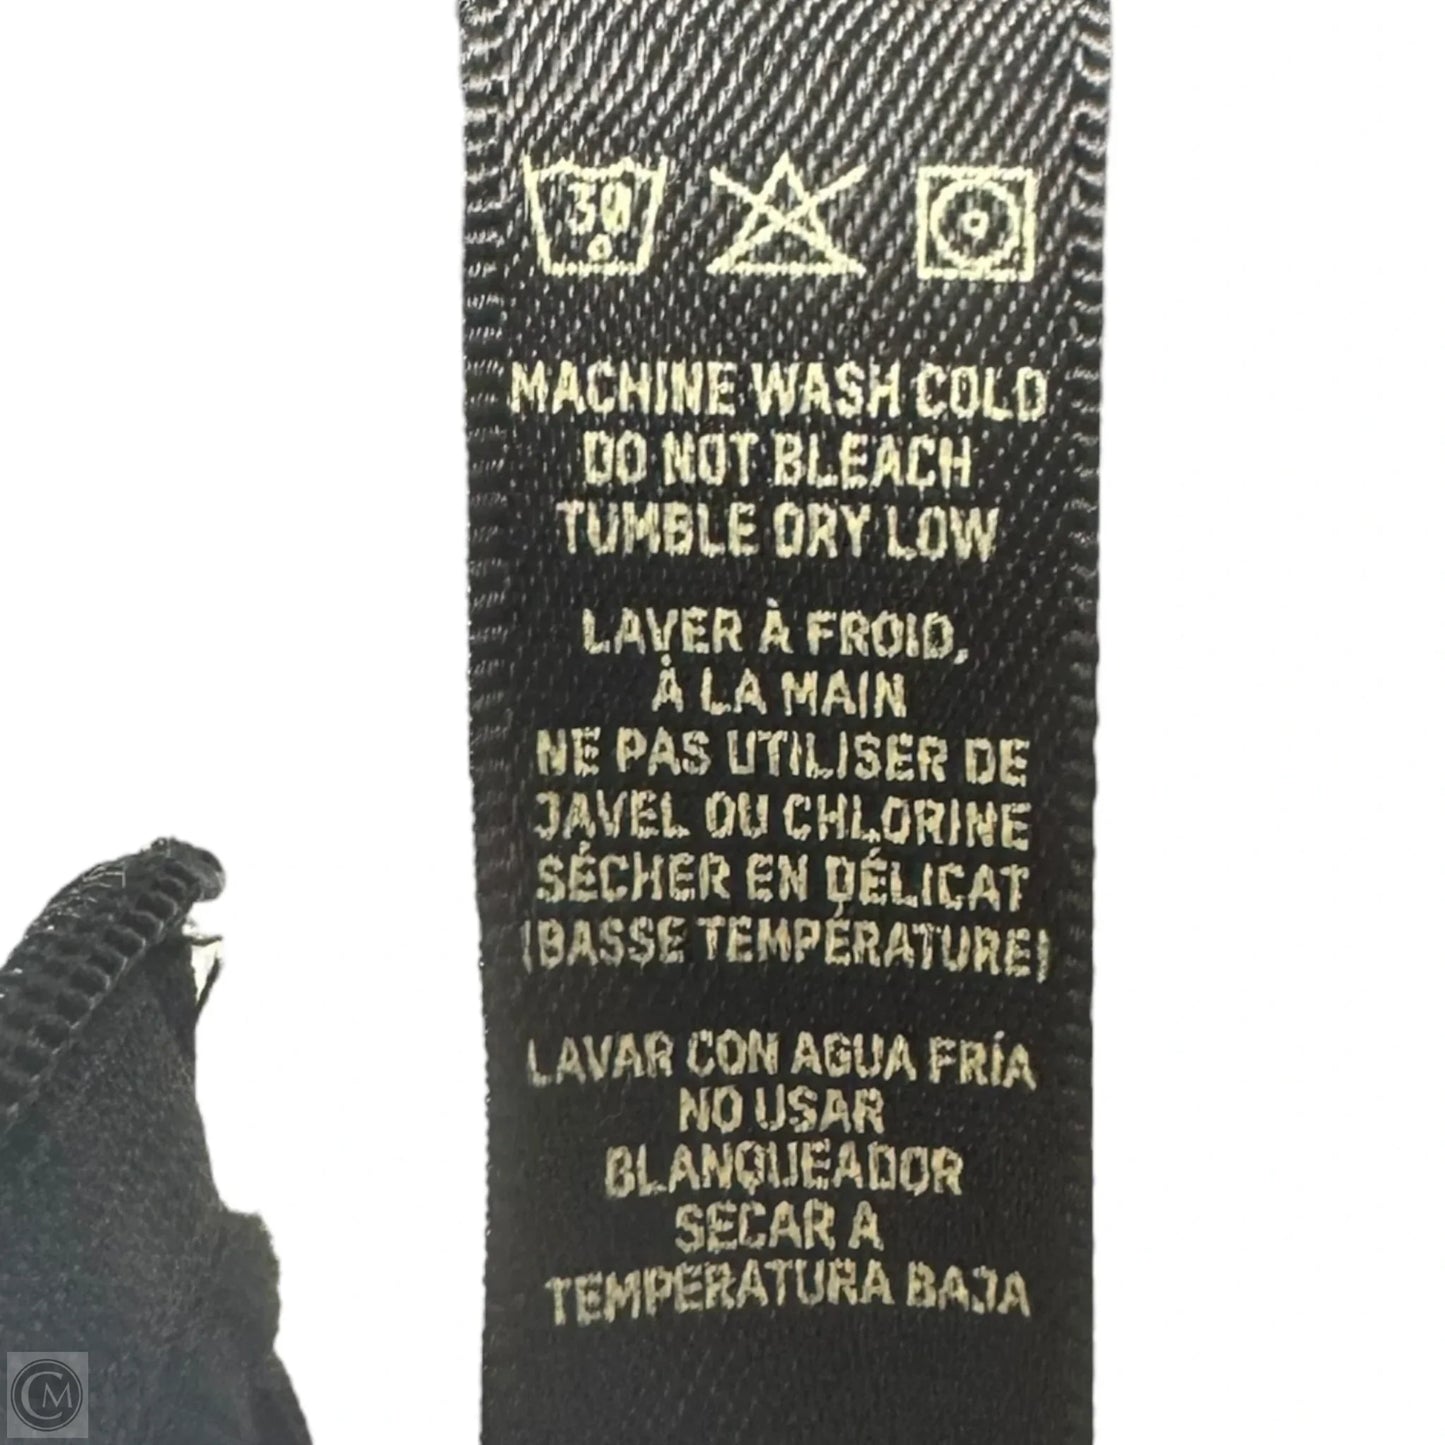 30
MACHINE WASH COLD
DO NOT BLEACH
TUMBLE DRY LOW
LAVER À FROID,
À LA MAIN
NE PAS UTILISER DE
JAVEL OU CHLORINE
SÉCHER EN DÉLICAT
(BASSE TEMPÉRATURE)
LAVAR CON AGUA FRÍA
NO USAR
BLANQUEADOR
SECAR A
TEMPERATURA BAJA
CM